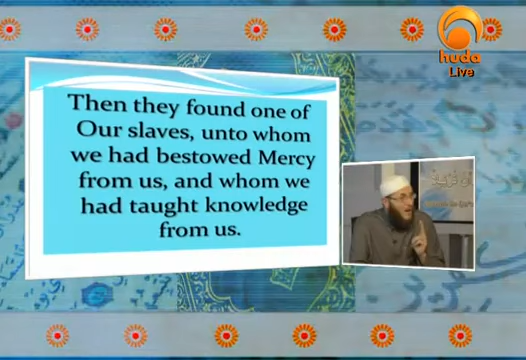 huda
Live
Then they found one of
Our slaves, unto whom
we had bestowed Mercy
from us, and whom we
had taught knowledge
from us.